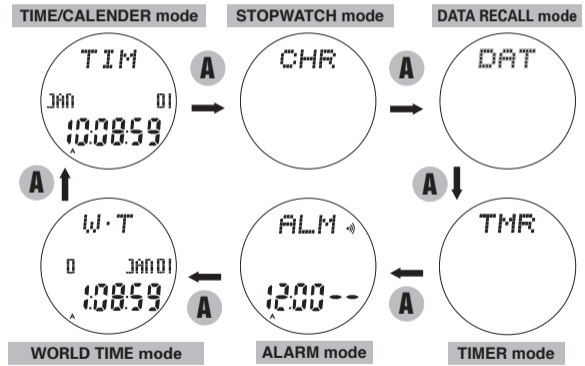 TIME/CALENDER mode
STOPWATCH mode
DATA RECALL mode
TIM
JAN 01
10:08:59
A
A
CHR
A
DAT
A
A
W·T
0 JAN 01
1:08:59
A
A
ALM
12:00--
A
A
TMR
WORLD TIME mode
ALARM mode
TIMER mode